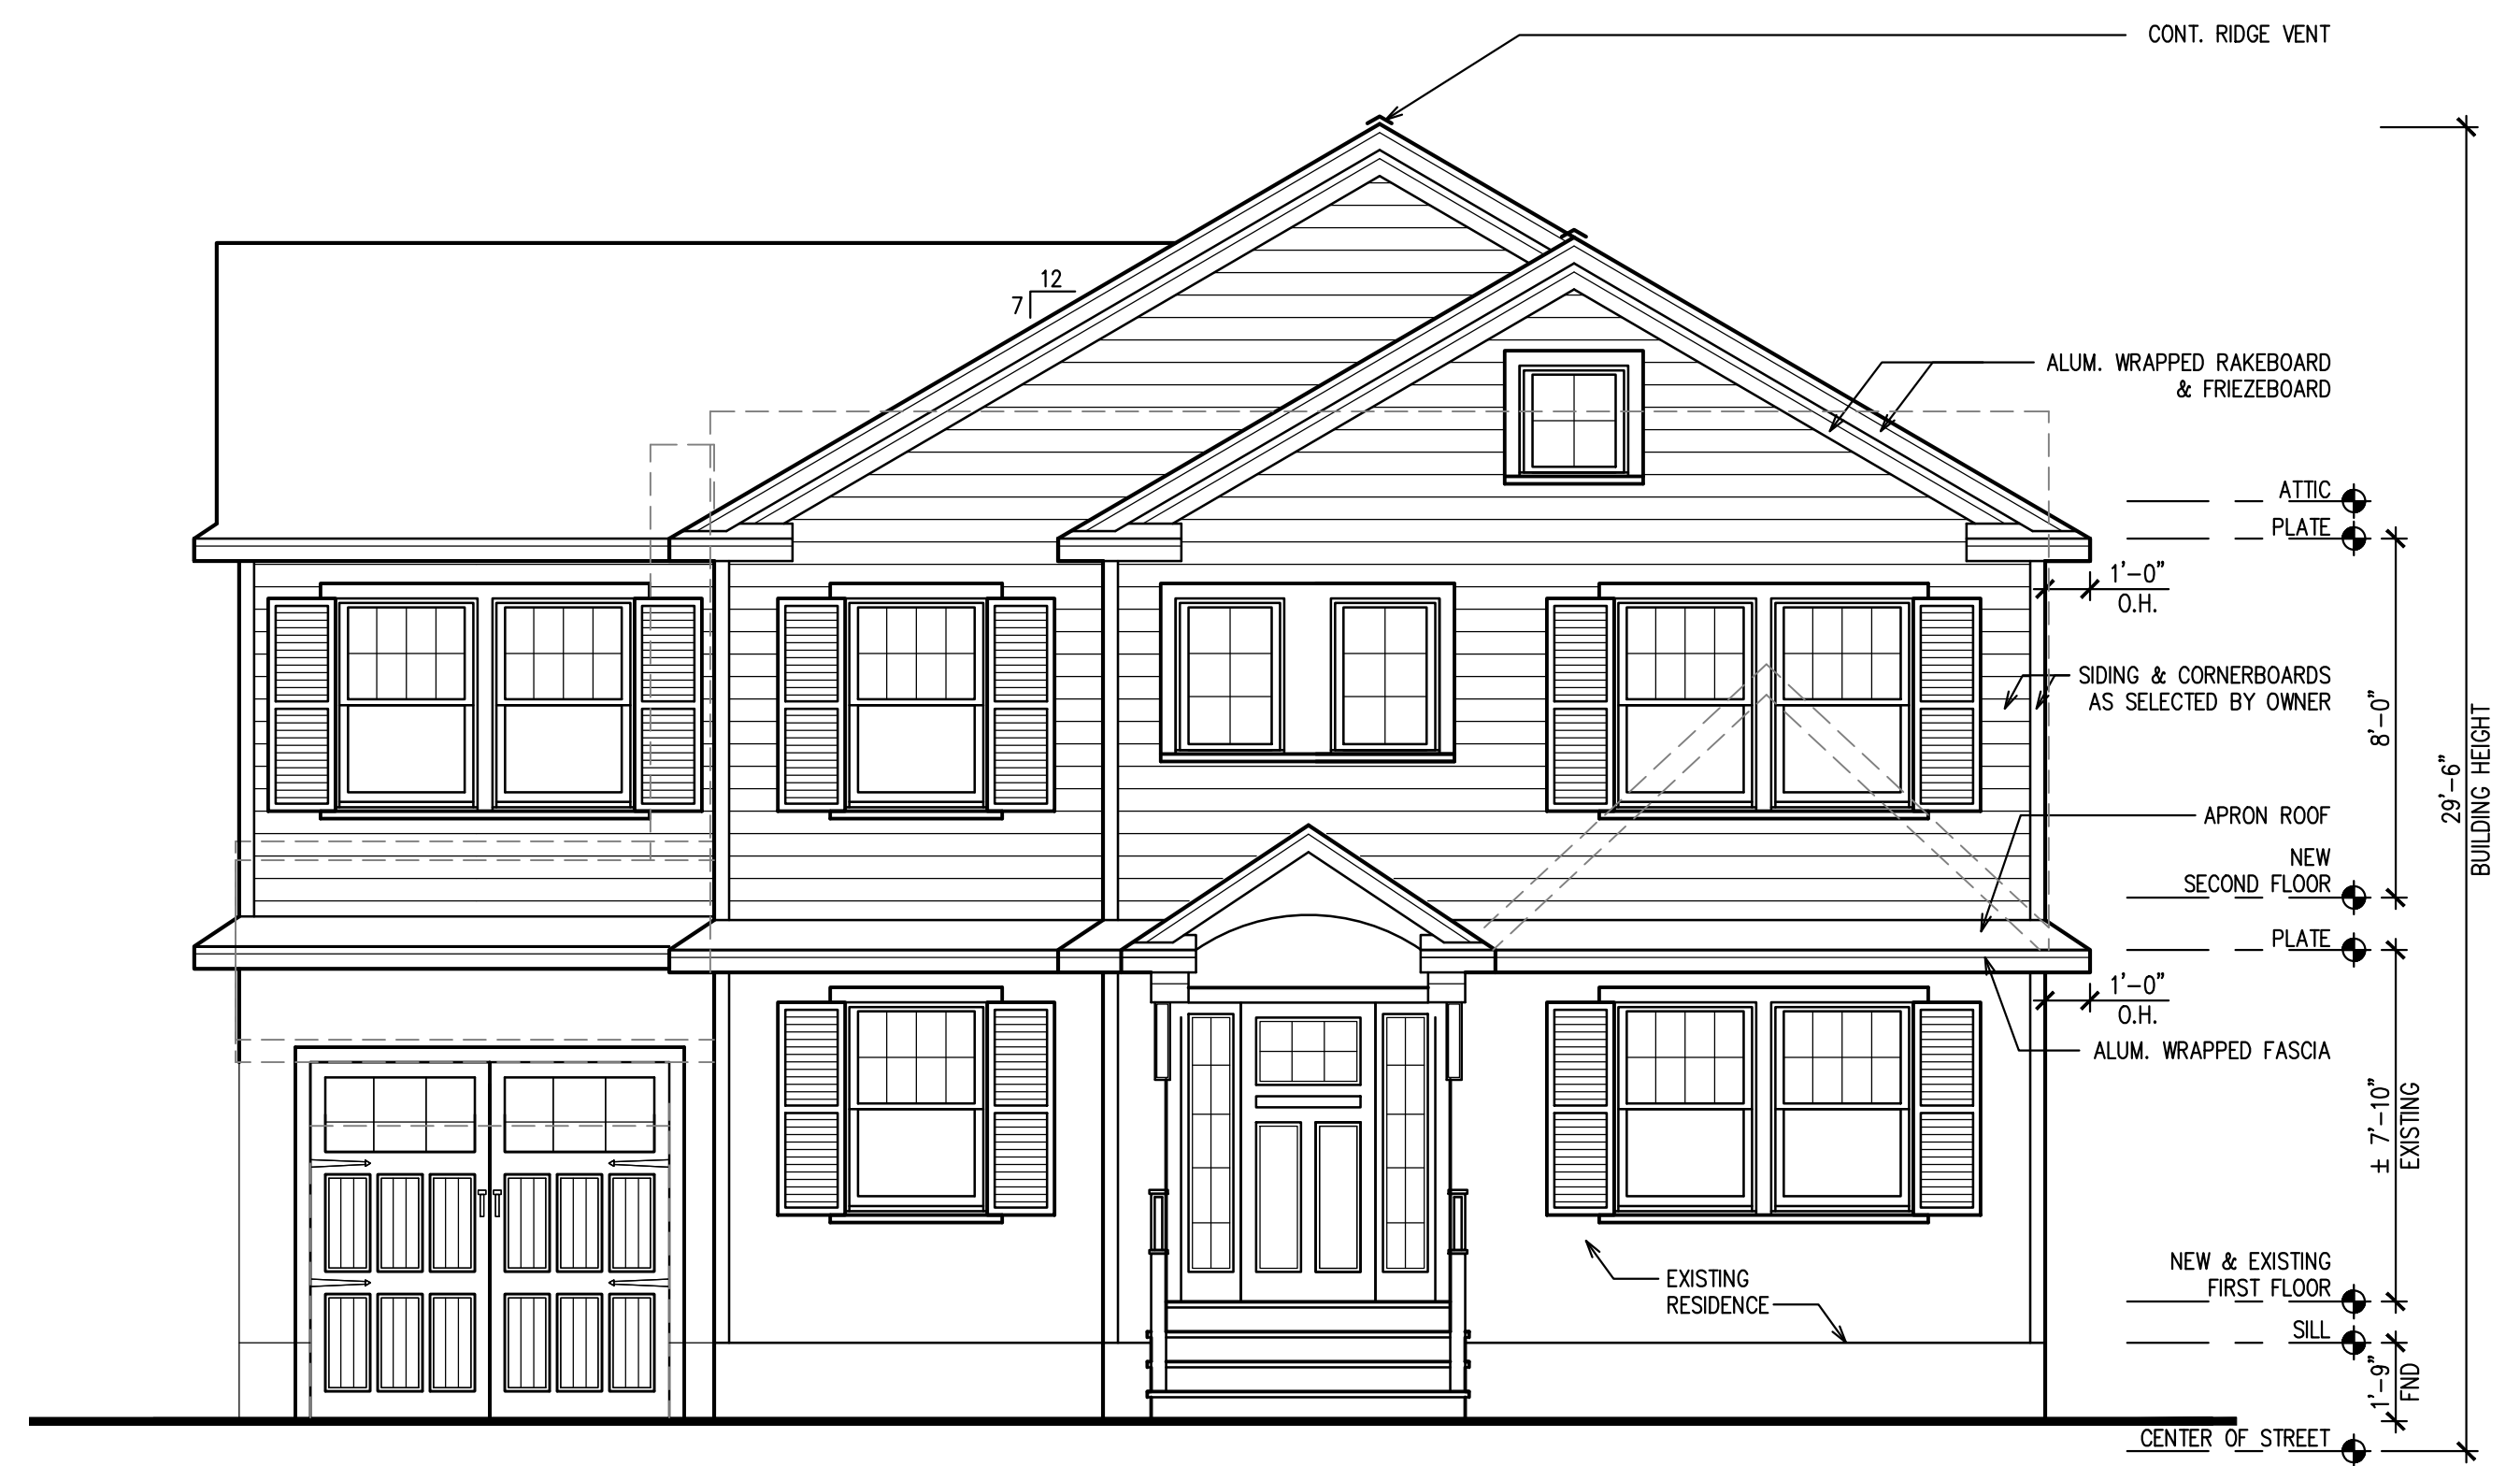 CONT. RIDGE VENT
12
7
ALUM. WRAPPED RAKEBOARD
& FRIEZEBOARD
ATTIC
PLATE
1'-0"
O.H.
SIDING & CORNERBOARDS
AS SELECTED BY OWNER
8'-0"
29'-6"
BUILDING HEIGHT
APRON ROOF
NEW
SECOND FLOOR
PLATE
1'-0"
O.H.
ALUM. WRAPPED FASCIA
± 7'-10"
EXISTING
NEW & EXISTING
FIRST FLOOR
EXISTING
RESIDENCE
SILL
1'-9"
FND
CENTER OF STREET